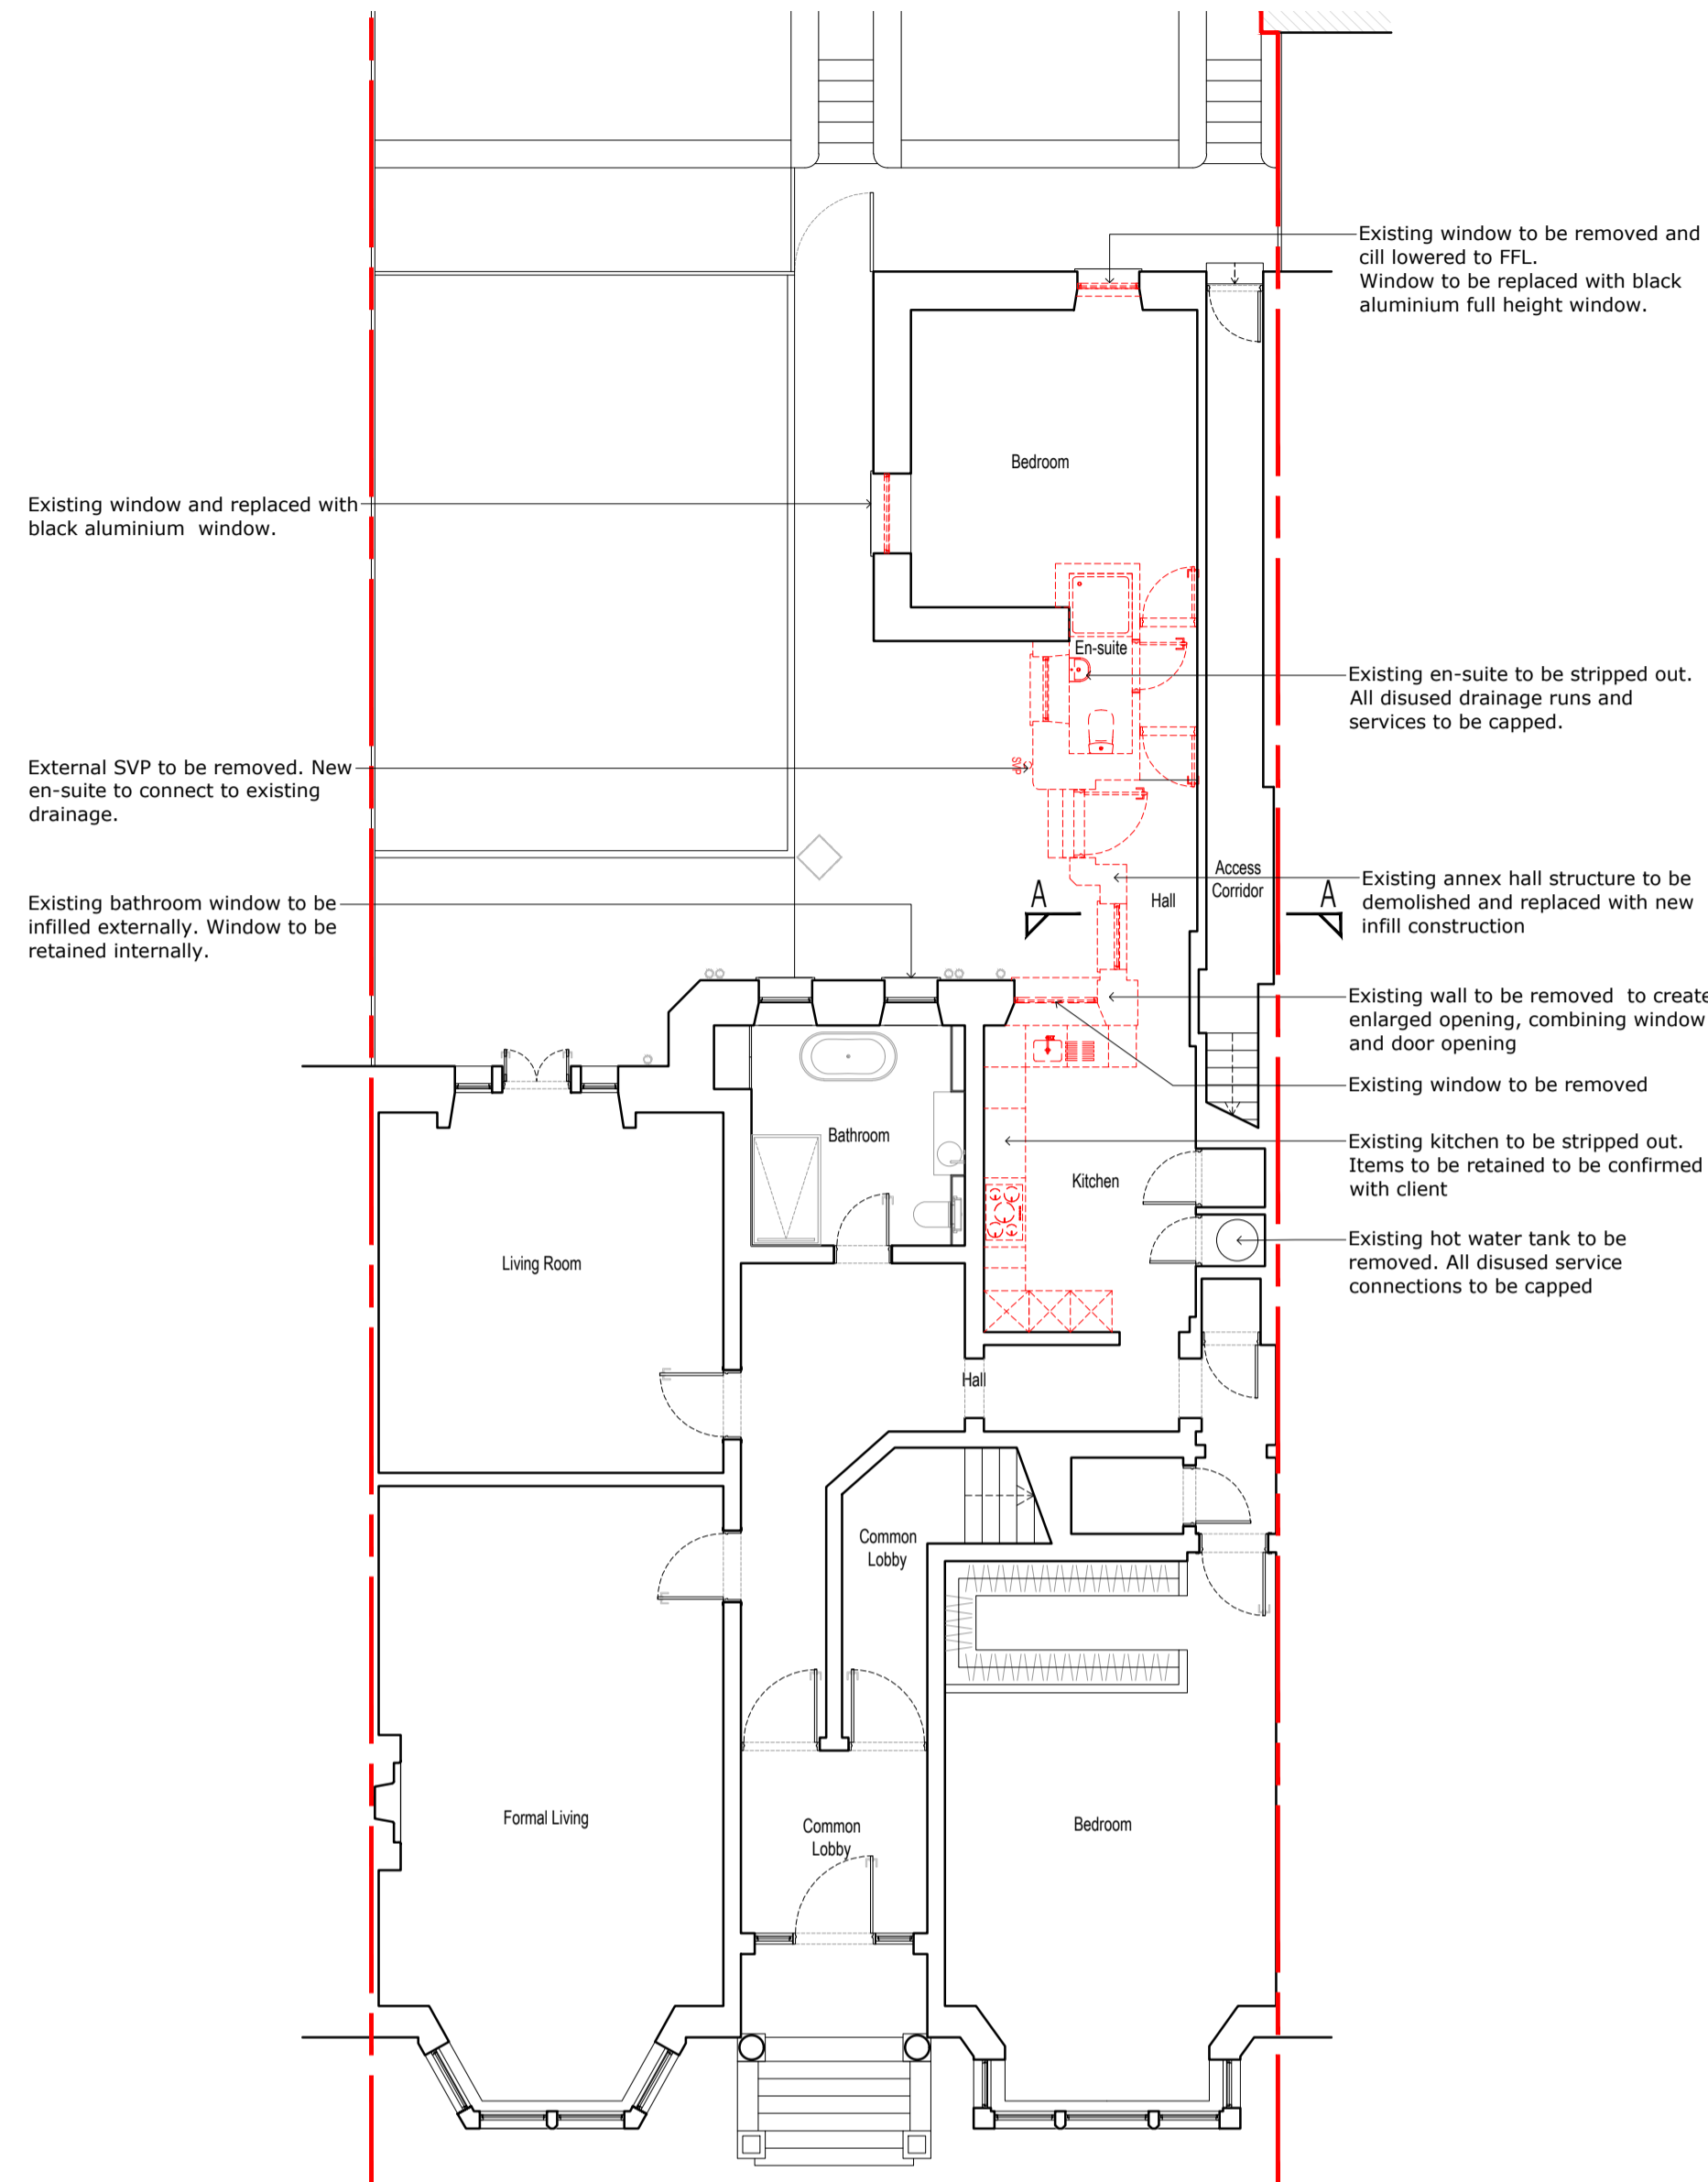 Existing window to be removed and
cill lowered to FFL.
Window to be replaced with black
aluminium full height window.
Bedroom
Existing window and replaced with
black aluminium window.
En-suite
Existing en-suite to be stripped out.
All disused drainage runs and
services to be capped.
External SVP to be removed. New
en-suite to connect to existing
drainage.
SVP
Access
Corridor
Existing annex hall structure to be
demolished and replaced with new
infill construction
A
Hall
A
Existing bathroom window to be
infilled externally. Window to be
retained internally.
Existing wall to be removed to create
enlarged opening, combining window
and door opening
Existing window to be removed
Bathroom
Existing kitchen to be stripped out.
Items to be retained to be confirmed
with client
Kitchen
Living Room
Existing hot water tank to be
removed. All disused service
connections to be capped
Hall
Common
Lobby
Formal Living
Common
Lobby
Bedroom